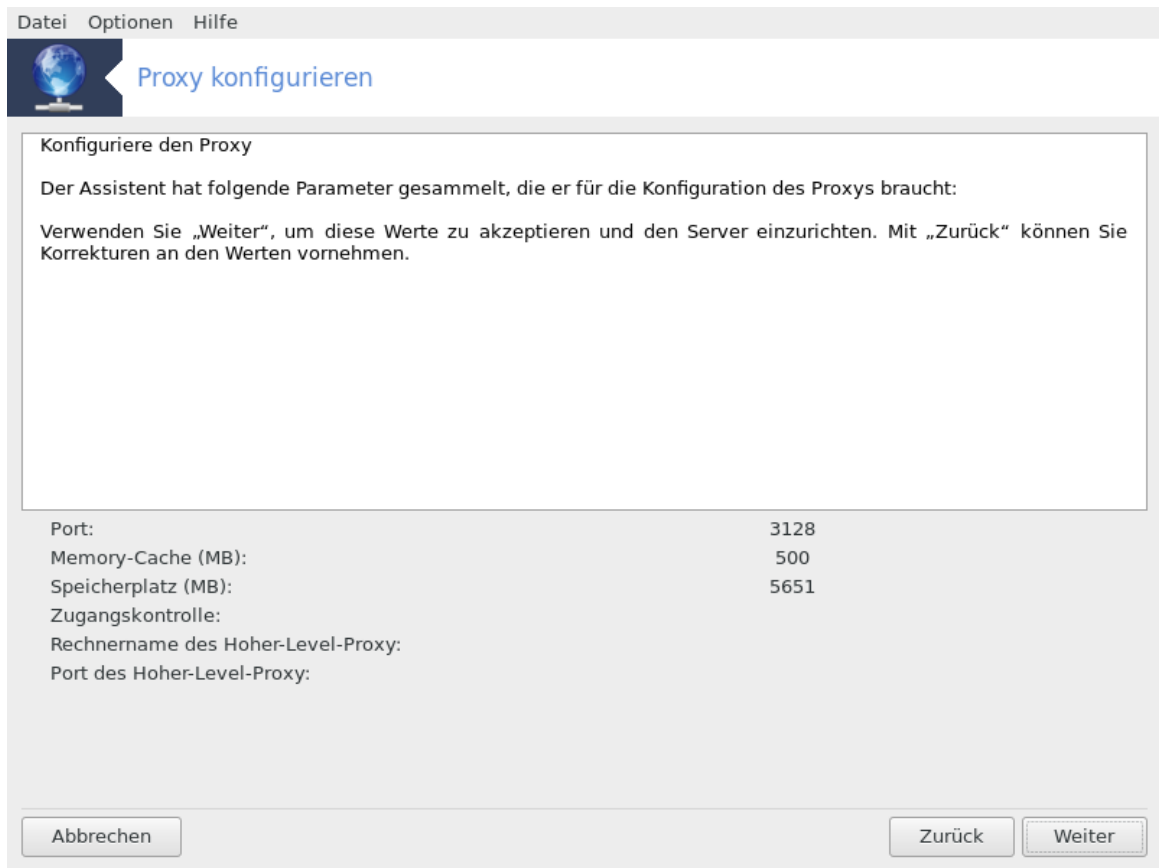 Datei Optionen Hilfe
Proxy konfigurieren
Konfiguriere den Proxy
Der Assistent hat folgende Parameter gesammelt, die er für die Konfiguration des Proxys braucht:
Verwenden Sie „Weiter“, um diese Werte zu akzeptieren und den Server einzurichten. Mit „Zurück“ können Sie
Korrekturen an den Werten vornehmen.
Port: 3128
Memory-Cache (MB): 500
Speicherplatz (MB): 5651
Zugangskontrolle:
Rechnername des Hoher-Level-Proxy:
Port des Hoher-Level-Proxy:
Abbrechen Zurück Weiter